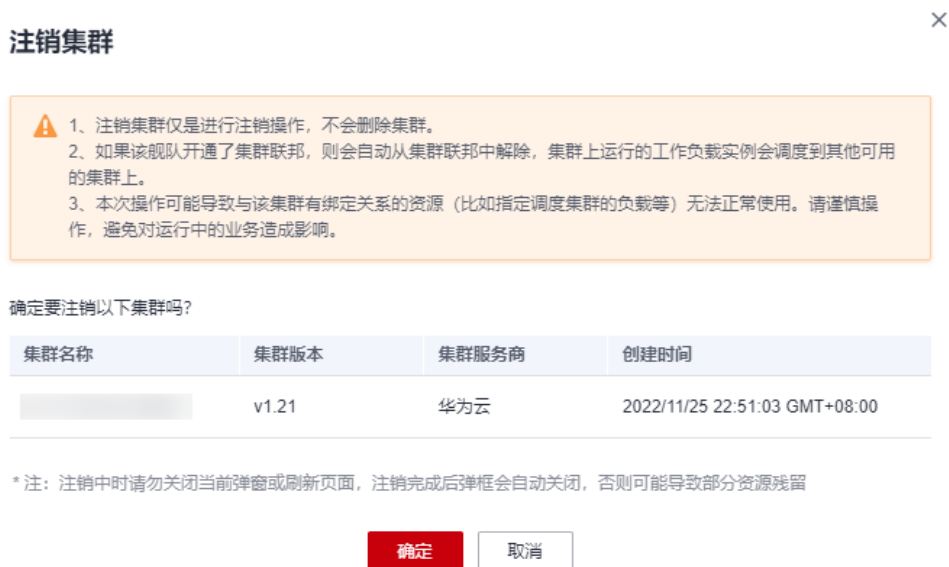 注销集群
1、注销集群仅是进行注销操作，不会删除集群。
2、如果该舰队开通了集群联邦，则会自动从集群联邦中解除，集群上运行的工作负载实例会调度到其他可用
的集群上。
3、本次操作可能导致与该集群有绑定关系的资源（比如指定调度集群的负载等）无法正常使用。请谨慎操
作，避免对运行中的业务造成影响。
确定要注销以下集群吗?
集群名称 集群版本 集群服务商 创建时间
v1.21 华为云 2022/11/25 22:51:03 GMT+08:00
* 注：注销中时请勿关闭当前弹窗或刷新页面，注销完成后弹框会自动关闭，否则可能导致部分资源残留
确定 取消